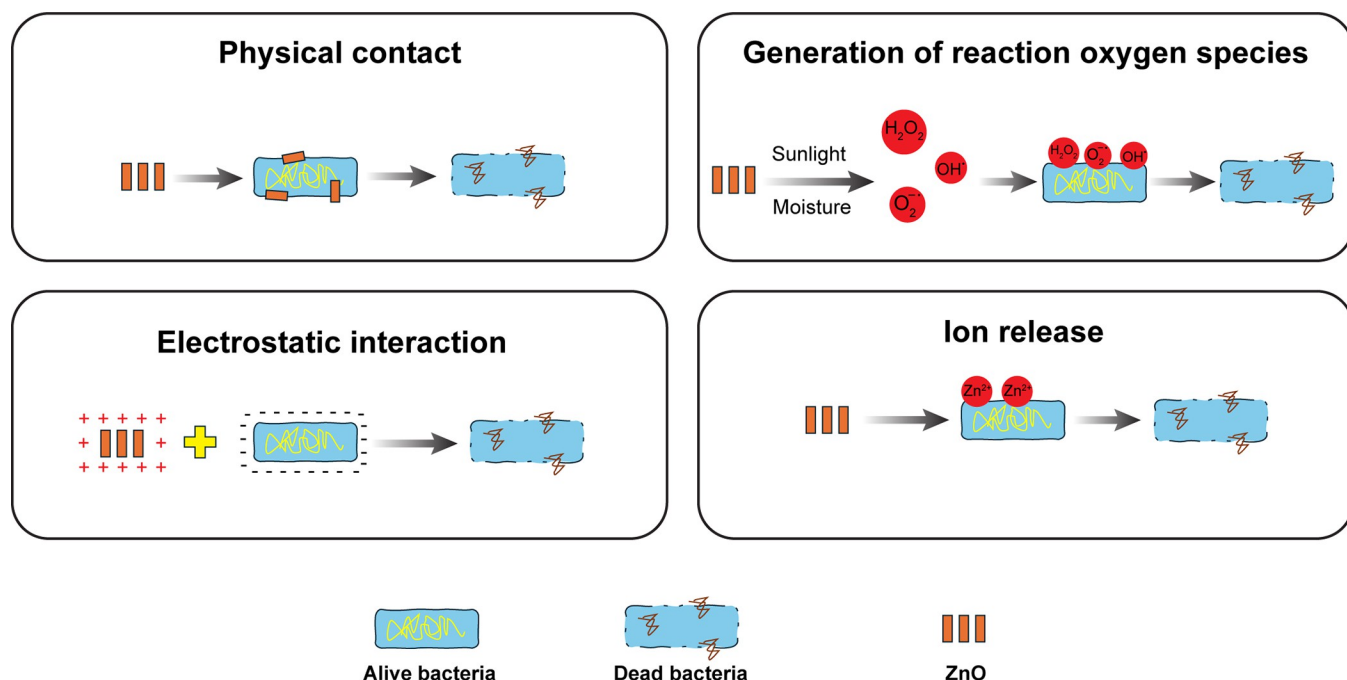 Physical contact
Generation of reaction oxygen species
Sunlight
Moisture
H₂O₂
OH•
O₂⁻•
H₂O₂
O₂⁻•
OH•
Electrostatic interaction
+ + + + +
+ +
+ + + + +
Ion release
Zn²⁺
Zn²⁺
Alive bacteria
Dead bacteria
ZnO